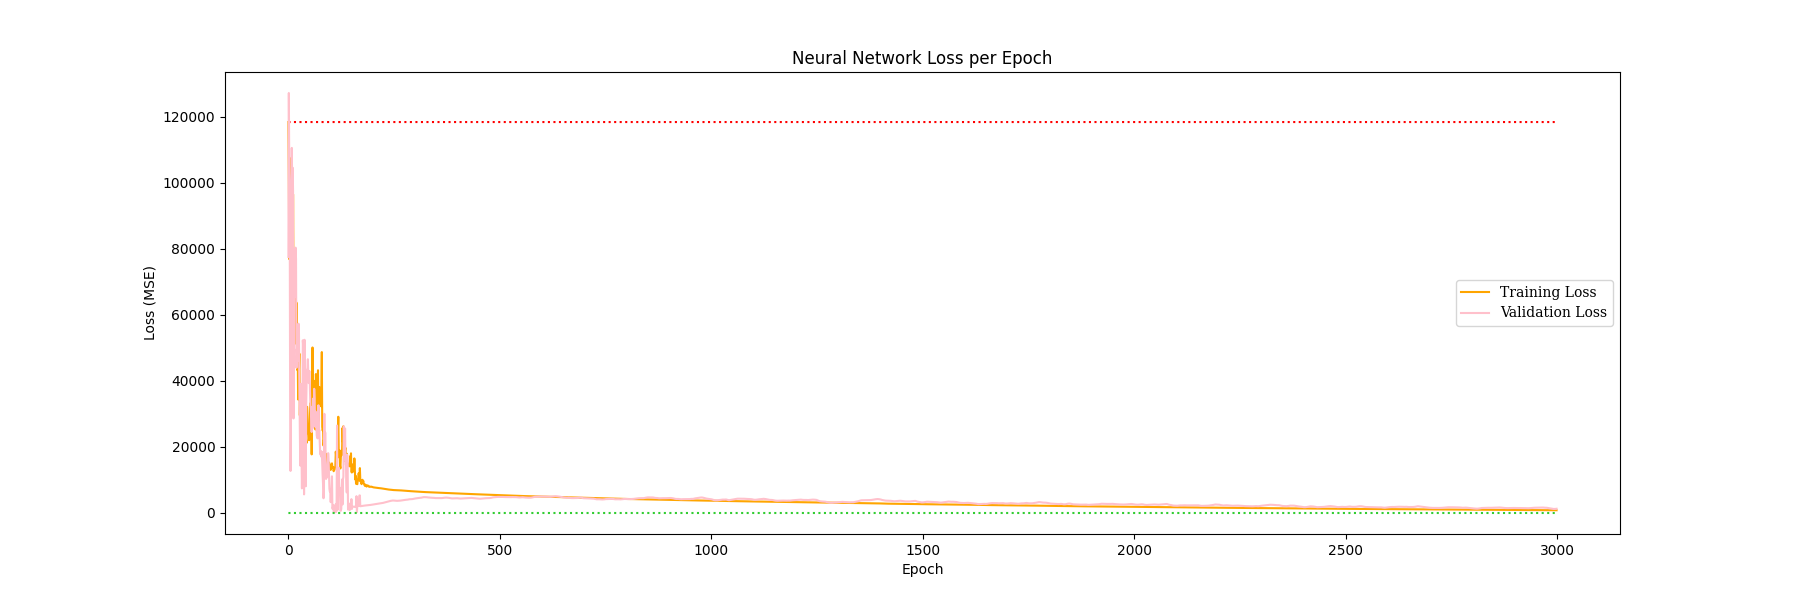 Neural Network Loss per Epoch
120000
100000
80000
60000
40000
20000
0
Loss (MSE)
Training Loss
Validation Loss
0 500 1000 1500 2000 2500 3000
Epoch